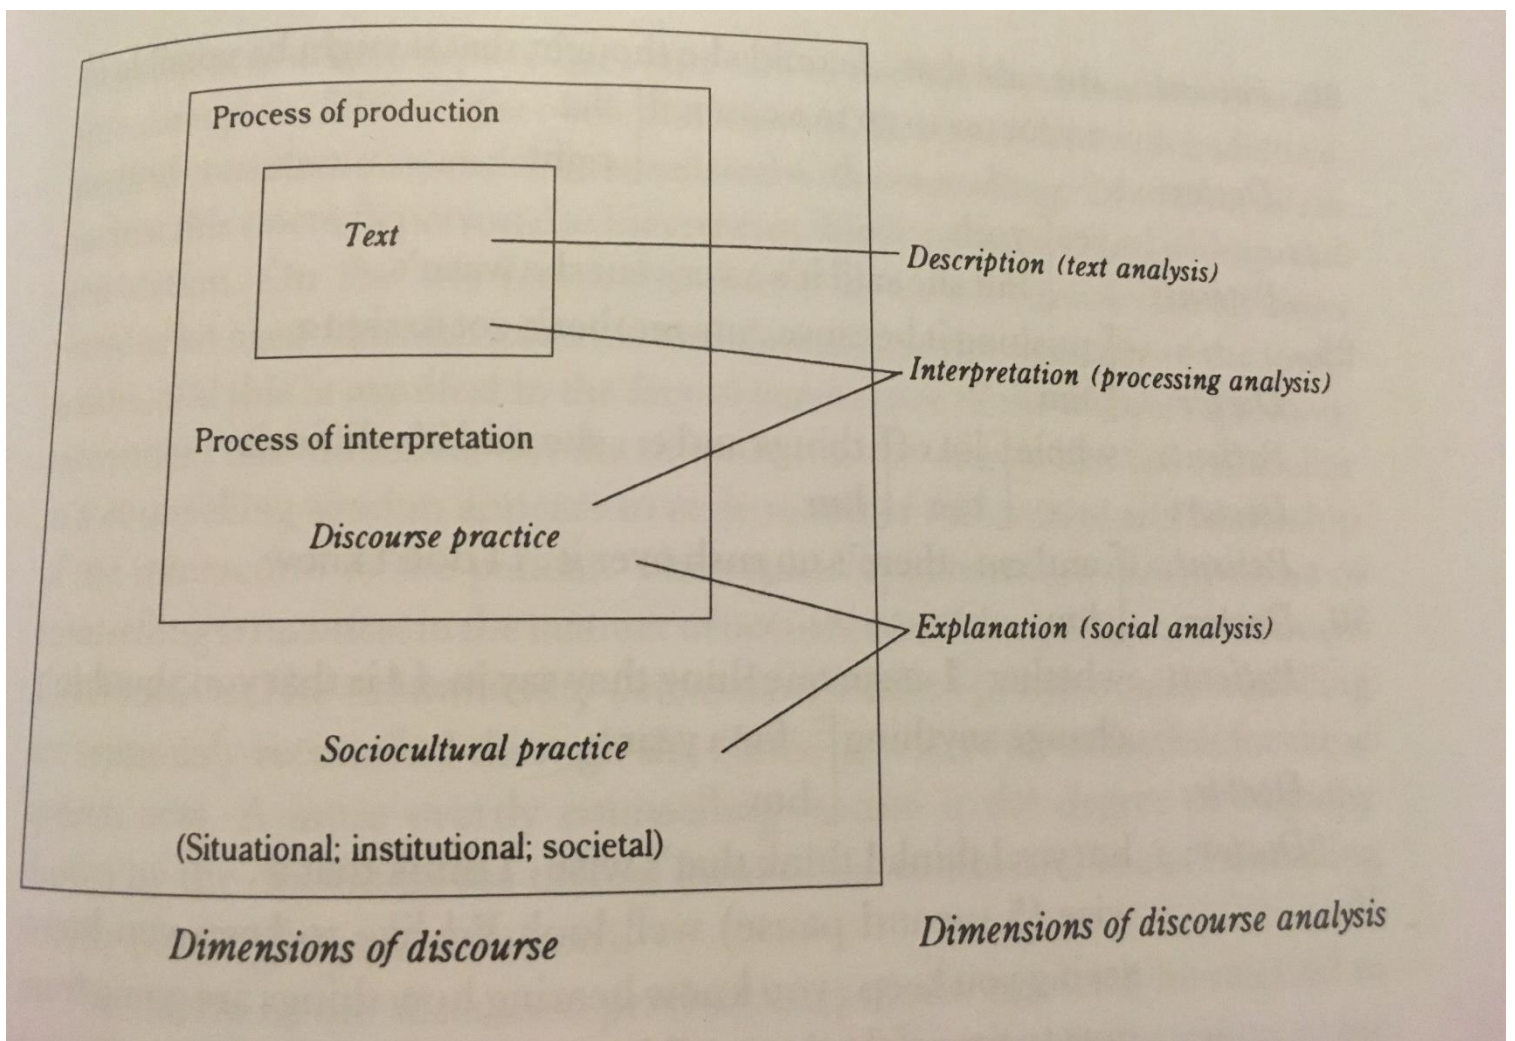 Process of production
Text
Description (text analysis)
Interpretation (processing analysis)
Process of interpretation
Discourse practice
Explanation (social analysis)
Sociocultural practice
(Situational; institutional; societal)
Dimensions of discourse
Dimensions of discourse analysis